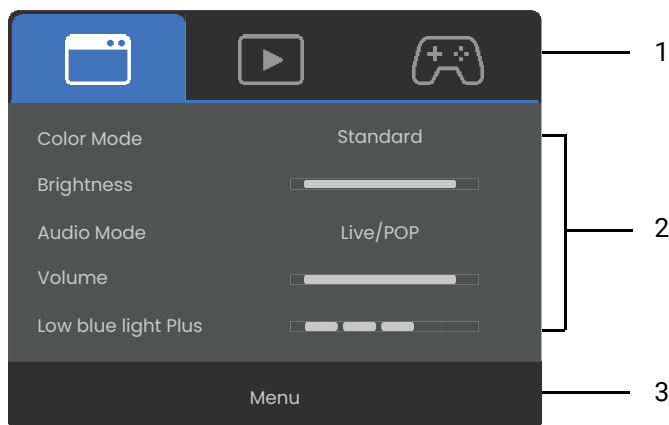 1
Color Mode Standard
Brightness
2
Audio Mode Live/POP
Volume
Low blue light Plus
Menu 3